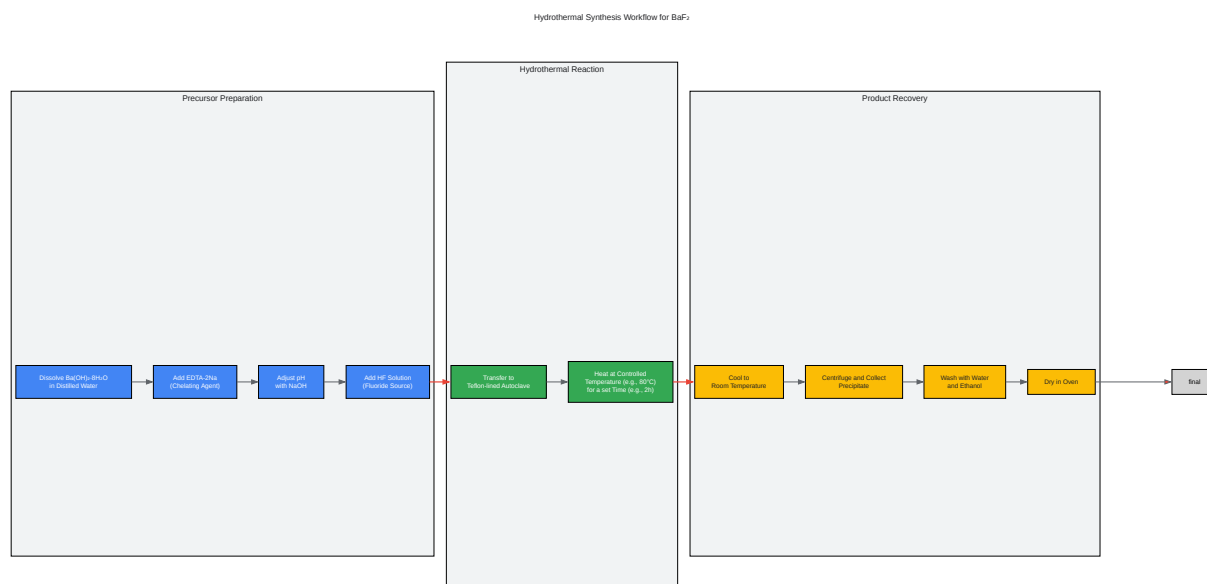 Hydrothermal Synthesis Workflow for BaF₂
Precursor Preparation
Dissolve Ba(OH)₂·8H₂O
in Distilled Water
Add EDTA-2Na
(Chelating Agent)
Adjust pH
with NaOH
Add HF Solution
(Fluoride Source)
Hydrothermal Reaction
Transfer to
Teflon-lined Autoclave
Heat at Controlled
Temperature (e.g., 80°C)
for a set Time (e.g., 2h)
Product Recovery
Cool to
Room Temperature
Centrifuge and Collect
Precipitate
Wash with Water
and Ethanol
Dry in Oven
final